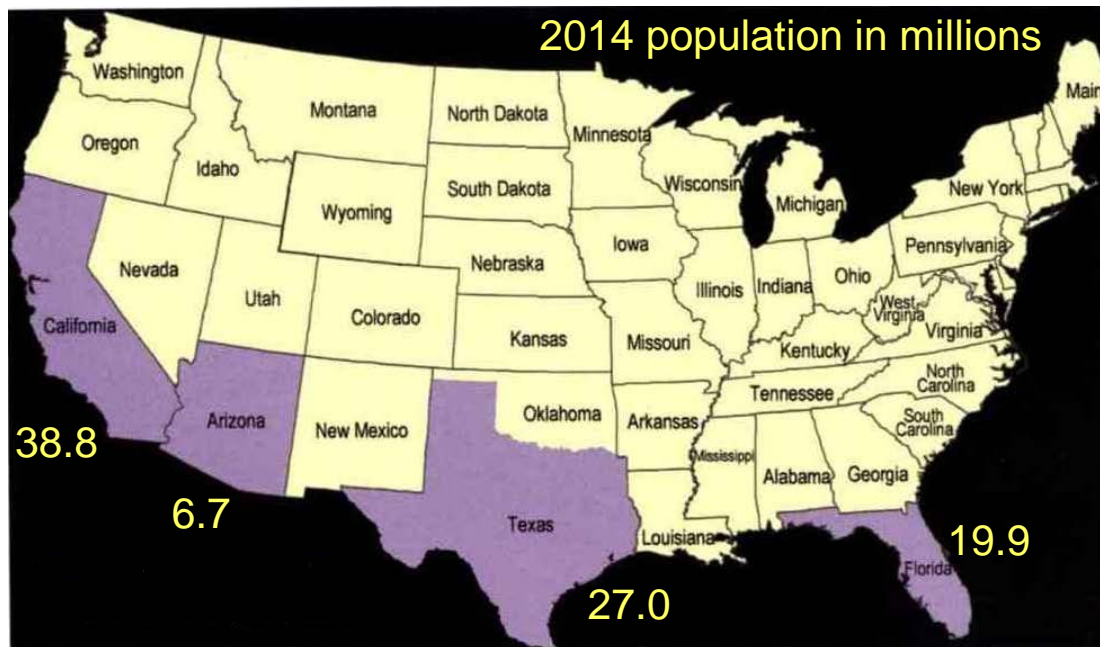 2014 population in millions
Washington
Montana
North Dakota
Minnesota
Main
Oregon
Idaho
South Dakota
Wisconsin
Michigan
New York
Wyoming
Iowa
Pennsylvania
Nevada
Utah
Nebraska
Illinois
Indiana
Ohio
California
Colorado
Kansas
Missouri
West
Virginia
Virginia
Kentucky
Arizona
New Mexico
Oklahoma
Arkansas
Tennessee
North
Carolina
South
Carolina
38.8
Mississippi
Alabama
Georgia
6.7
Texas
Louisiana
19.9
Florida
27.0